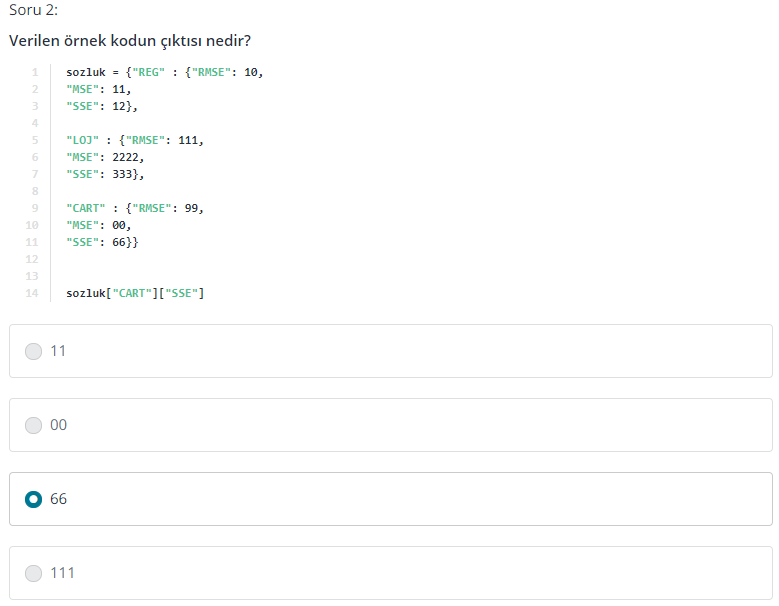 Soru 2:
Verilen örnek kodun çıktısı nedir?
1 sozluk = {"REG" : {"RMSE": 10,
2 "MSE": 11,
3 "SSE": 12},
4
5 "LOJ" : {"RMSE": 111,
6 "MSE": 2222,
7 "SSE": 333},
8
9 "CART" : {"RMSE": 99,
10 "MSE": 00,
11 "SSE": 66}}
12
13
14 sozluk["CART"]["SSE"]
11
00
66
111